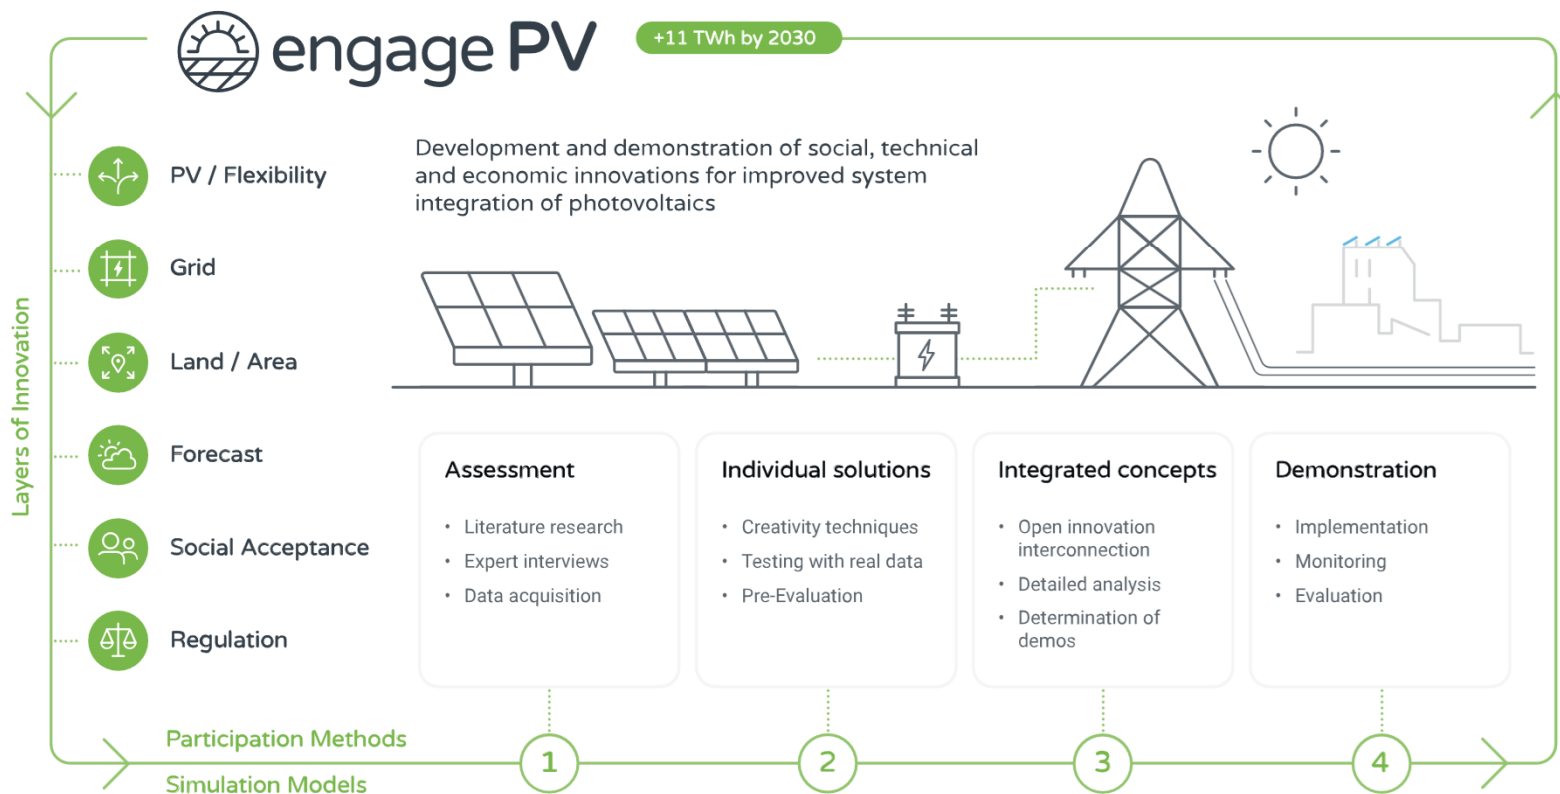 engage PV
+11 TWh by 2030
Development and demonstration of social, technical
and economic innovations for improved system
integration of photovoltaics
Layers of Innovation
PV / Flexibility
Grid
Land / Area
Forecast
Social Acceptance
Regulation
Assessment
• Literature research
• Expert interviews
• Data acquisition
Individual solutions
• Creativity techniques
• Testing with real data
• Pre-Evaluation
Integrated concepts
• Open innovation
interconnection
• Detailed analysis
• Determination of
demos
Demonstration
• Implementation
• Monitoring
• Evaluation
Participation Methods
Simulation Models
1
2
3
4